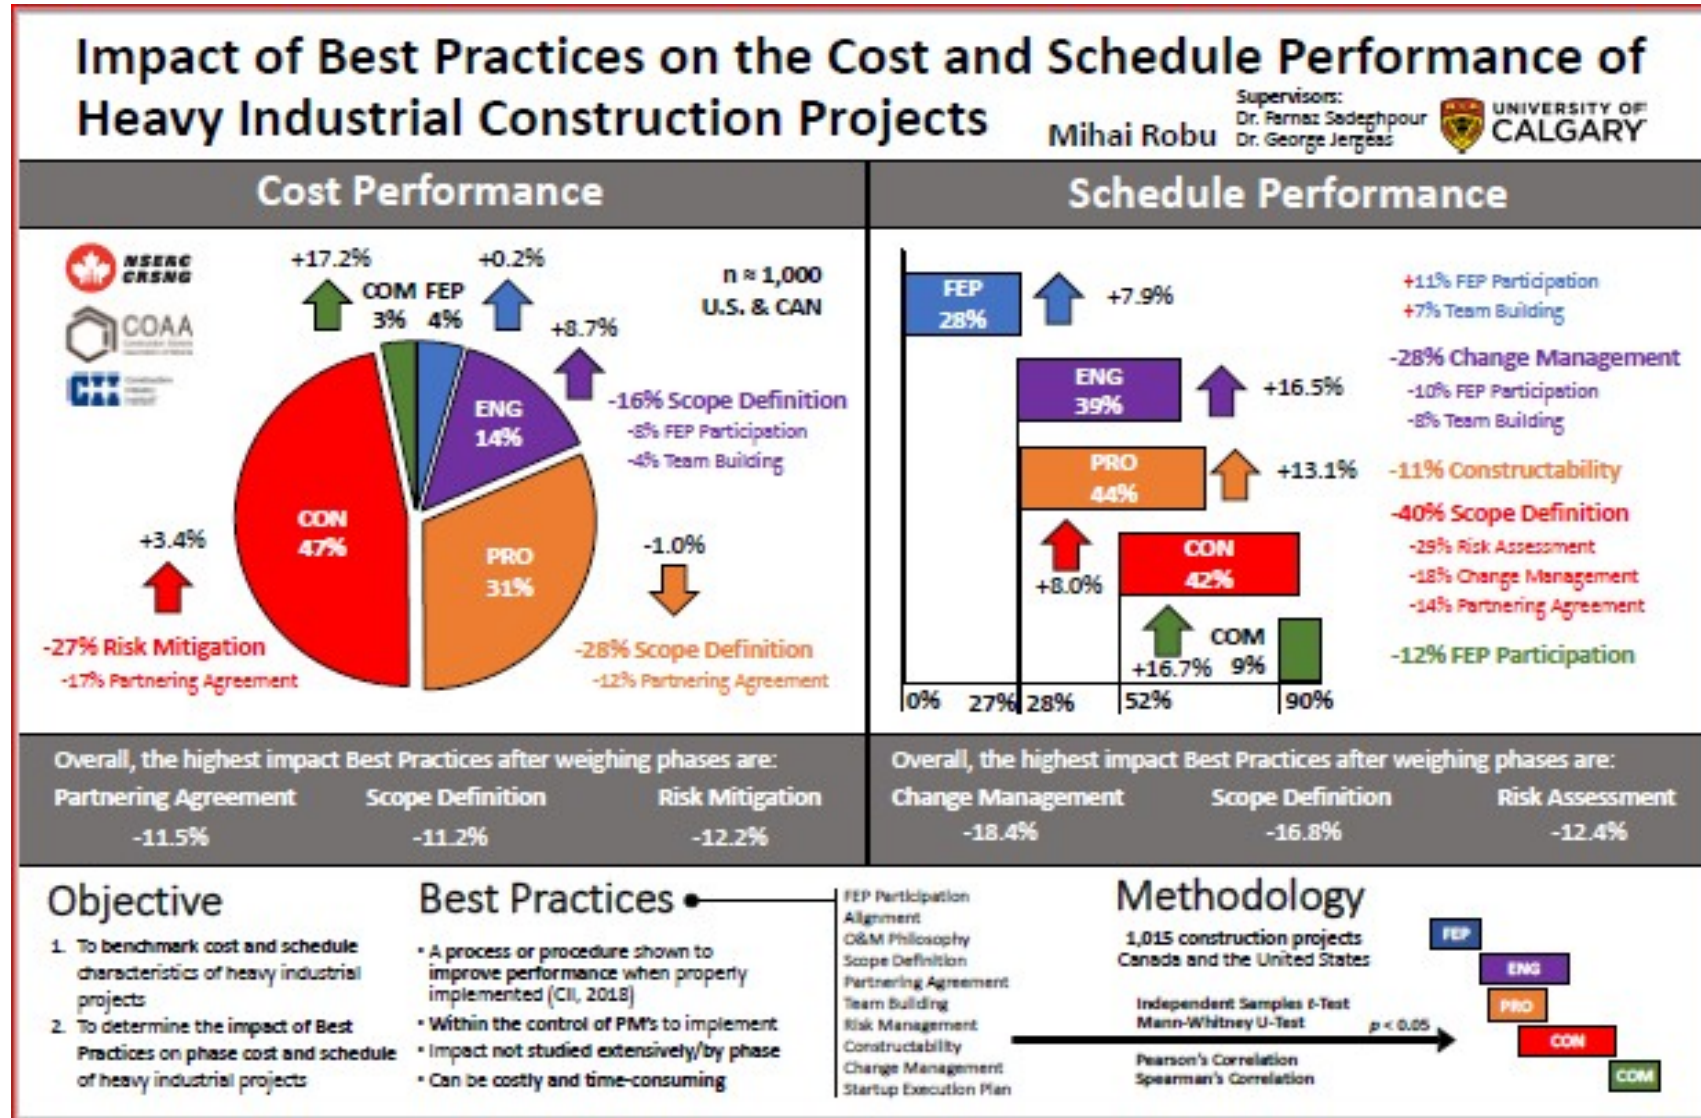 Impact of Best Practices on the Cost and Schedule Performance of
Heavy Industrial Construction Projects
Mihai Robu
Supervisors:
Dr. Farnaz Sadeghpour
Dr. George Jergeas
UNIVERSITY OF
CALGARY
Cost Performance
NSERC
CRSNG
COAA
CII
n ≈ 1,000
U.S. & CAN
+17.2%
COM
3%
+0.2%
FEP
4%
+8.7%
ENG
14%
-16% Scope Definition
-8% FEP Participation
-4% Team Building
CON
47%
+3.4%
-27% Risk Mitigation
-17% Partnering Agreement
PRO
31%
-1.0%
-28% Scope Definition
-12% Partnering Agreement
Overall, the highest impact Best Practices after weighing phases are:
Partnering Agreement Scope Definition Risk Mitigation
-11.5% -11.2% -12.2%
Schedule Performance
FEP
28%
+7.9%
+11% FEP Participation
+7% Team Building
ENG
39%
+16.5%
-28% Change Management
-10% FEP Participation
-8% Team Building
PRO
44%
+13.1%
-11% Constructability
CON
42%
+8.0%
-40% Scope Definition
-29% Risk Assessment
-18% Change Management
-14% Partnering Agreement
COM
9%
+16.7%
-12% FEP Participation
0% 27% 28% 52% 90%
Overall, the highest impact Best Practices after weighing phases are:
Change Management Scope Definition Risk Assessment
-18.4% -16.8% -12.4%
Objective
1. To benchmark cost and schedule
characteristics of heavy industrial
projects
2. To determine the impact of Best
Practices on phase cost and schedule
of heavy industrial projects
Best Practices
• A process or procedure shown to
improve performance when properly
implemented (CII, 2018)
• Within the control of PM's to implement
• Impact not studied extensively/by phase
• Can be costly and time-consuming
FEP Participation
Alignment
O&M Philosophy
Scope Definition
Partnering Agreement
Team Building
Risk Management
Constructability
Change Management
Startup Execution Plan
Methodology
1,015 construction projects
Canada and the United States
Independent Samples t-Test
Mann-Whitney U-Test
p < 0.05
Pearson's Correlation
Spearman's Correlation
FEP
ENG
PRO
CON
COM